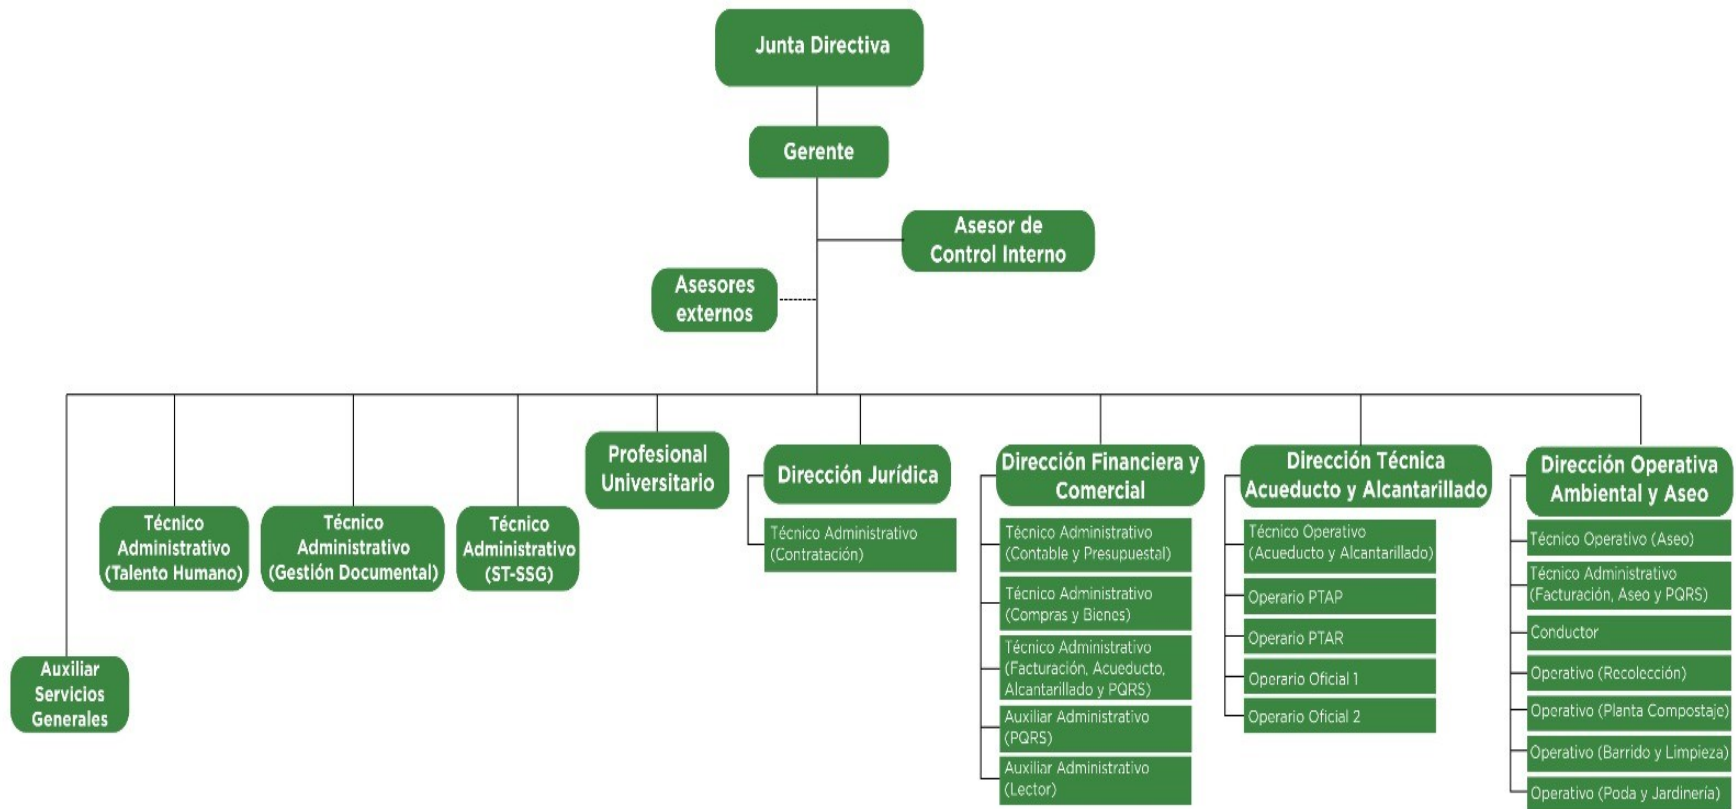 Junta Directiva
Gerente
Asesor de
Control Interno
Asesores
externos
Auxiliar
Servicios
Generales
Técnico
Administrativo
(Talento Humano)
Técnico
Administrativo
(Gestión Documental)
Técnico
Administrativo
(ST-SSG)
Profesional
Universitario
Dirección Jurídica
Técnico Administrativo
(Contratación)
Dirección Financiera y
Comercial
Técnico Administrativo
(Contable y Presupuestal)
Técnico Administrativo
(Compras y Bienes)
Técnico Administrativo
(Facturación, Acueducto,
Alcantarillado y PQRS)
Auxiliar Administrativo
(PQRS)
Auxiliar Administrativo
(Lector)
Dirección Técnica
Acueducto y Alcantarillado
Técnico Operativo
(Acueducto y Alcantarillado)
Operario PTAP
Operario PTAR
Operario Oficial 1
Operario Oficial 2
Dirección Operativa
Ambiental y Aseo
Técnico Operativo (Aseo)
Técnico Administrativo
(Facturación, Aseo y PQRS)
Conductor
Operativo (Recolección)
Operativo (Planta Compostaje)
Operativo (Barrido y Limpieza)
Operativo (Poda y Jardinería)